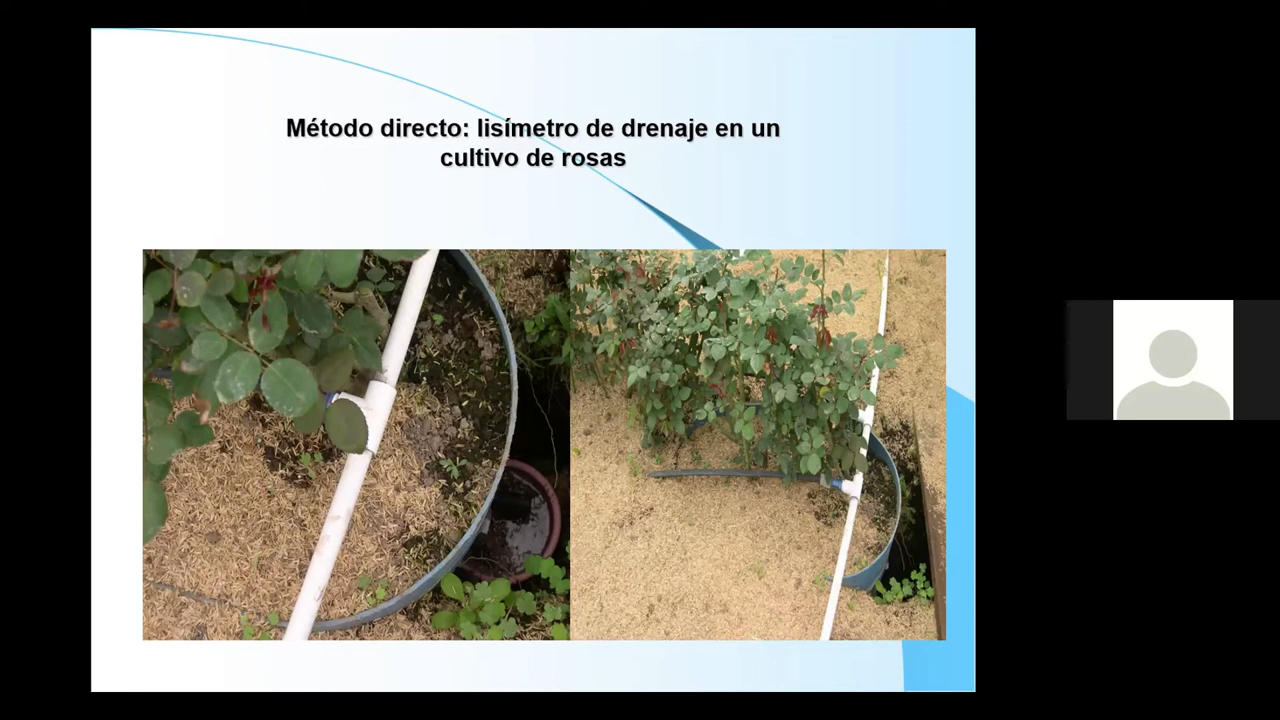 Método directo: lisímetro de drenaje en un
cultivo de rosas